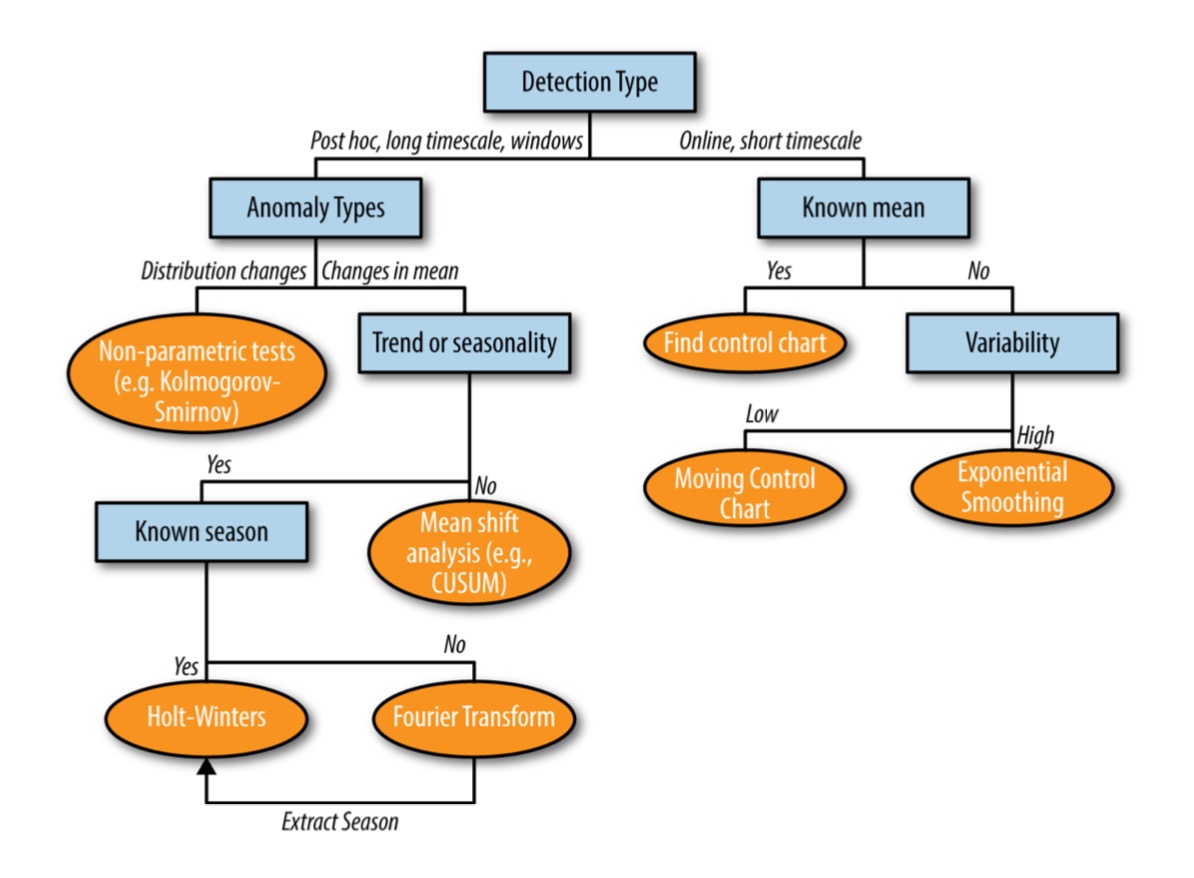 Detection Type
Post hoc, long timescale, windows
Online, short timescale
Anomaly Types
Known mean
Distribution changes
Changes in mean
Yes
No
Non-parametric tests
(e.g. Kolmogorov-
Smirnov)
Trend or seasonality
Find control chart
Variability
Low
High
Yes
No
Moving Control
Chart
Exponential
Smoothing
Known season
Mean shift
analysis (e.g.,
CUSUM)
Yes
No
Holt-Winters
Fourier Transform
Extract Season